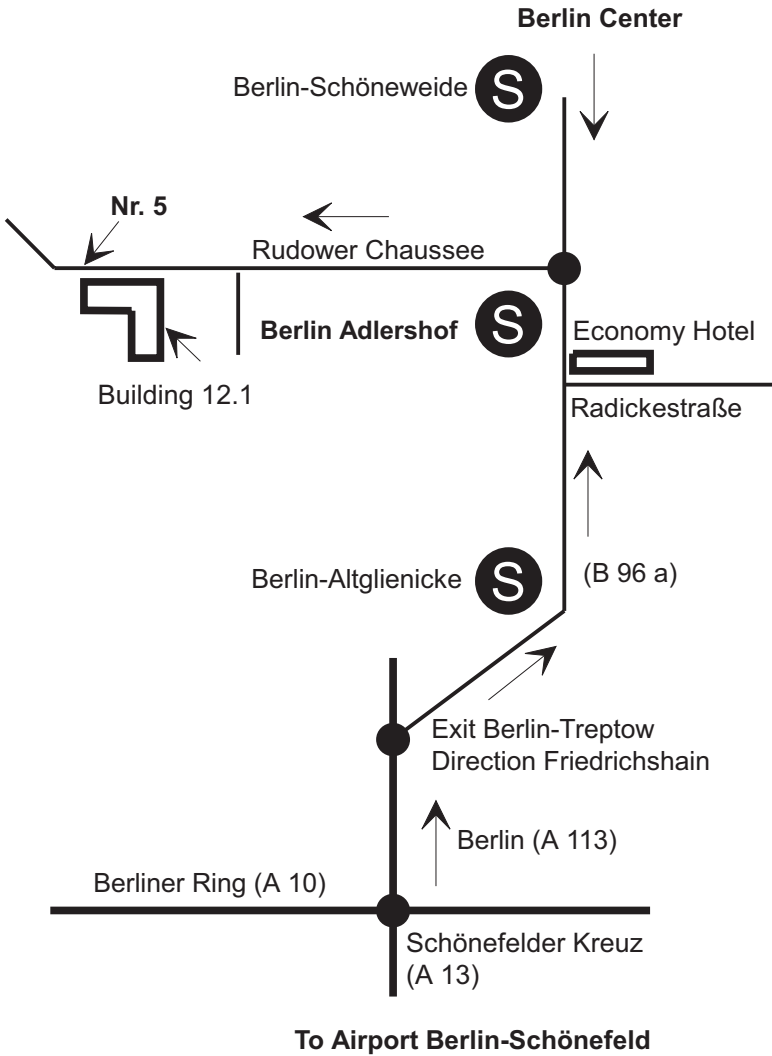 Berlin Center
Berlin-Schöneweide
S
Nr. 5
Rudower Chaussee
Berlin Adlershof
S
Economy Hotel
Building 12.1
Radickestraße
Berlin-Altglienicke
S
(B 96 a)
Exit Berlin-Treptow
Direction Friedrichshain
Berlin (A 113)
Berliner Ring (A 10)
Schönefelder Kreuz
(A 13)
To Airport Berlin-Schönefeld